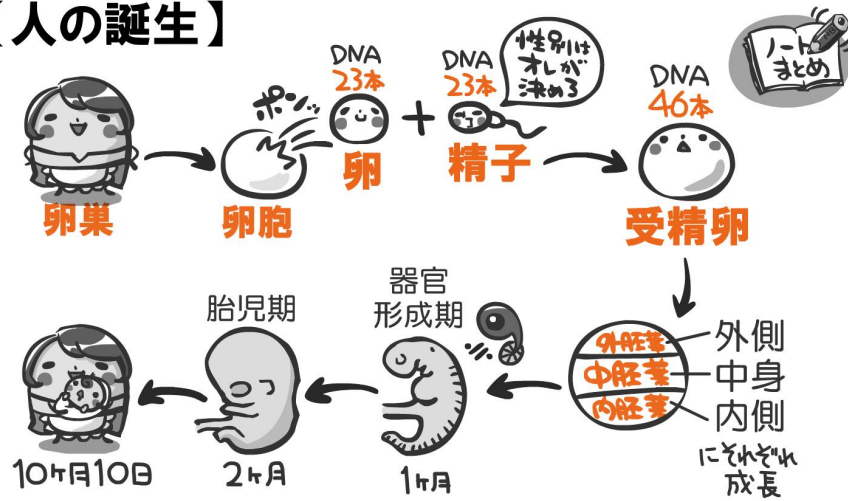 【人の誕生】
ノート
まとめ
HB
卵巣
ポンッ
卵胞
DNA
23本
卵
+
DNA
23本
精子
性別は
オレが
決める
DNA
46本
受精卵
外胚葉
外側
中胚葉
中身
内胚葉
内側
にそれぞれ
成長
器官
形成期
1ヶ月
胎児期
2ヶ月
10ヶ月10日